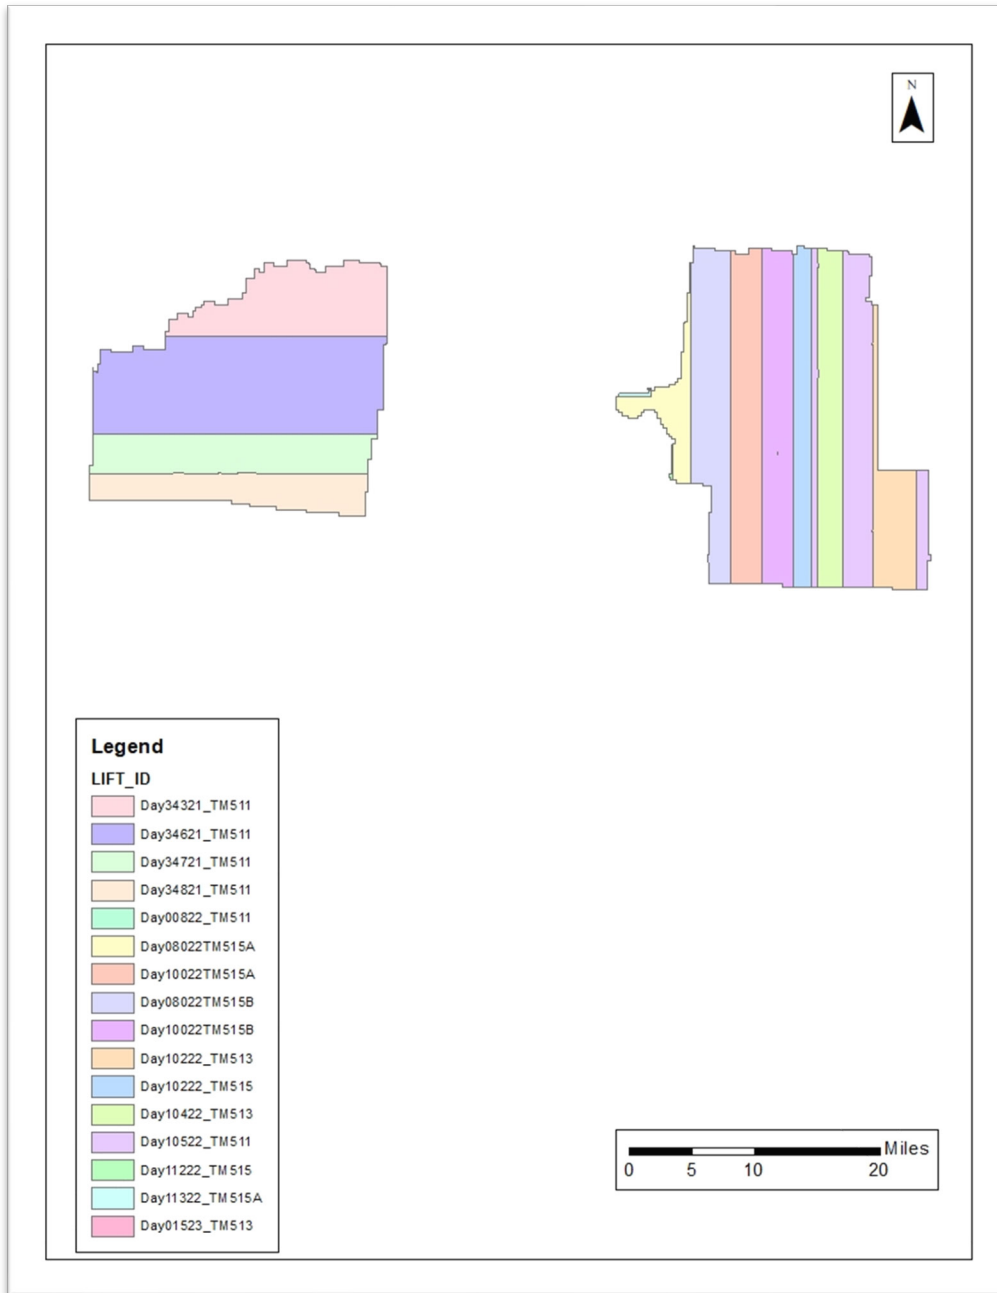 N
Legend
LIFT_ID
Day34321_TM511
Day34621_TM511
Day34721_TM511
Day34821_TM511
Day00822_TM511
Day08022TM515A
Day10022TM515A
Day08022TM515B
Day10022TM515B
Day10222_TM513
Day10222_TM515
Day10422_TM513
Day10522_TM511
Day11222_TM515
Day11322_TM515A
Day01523_TM513
Miles
0 5 10 20